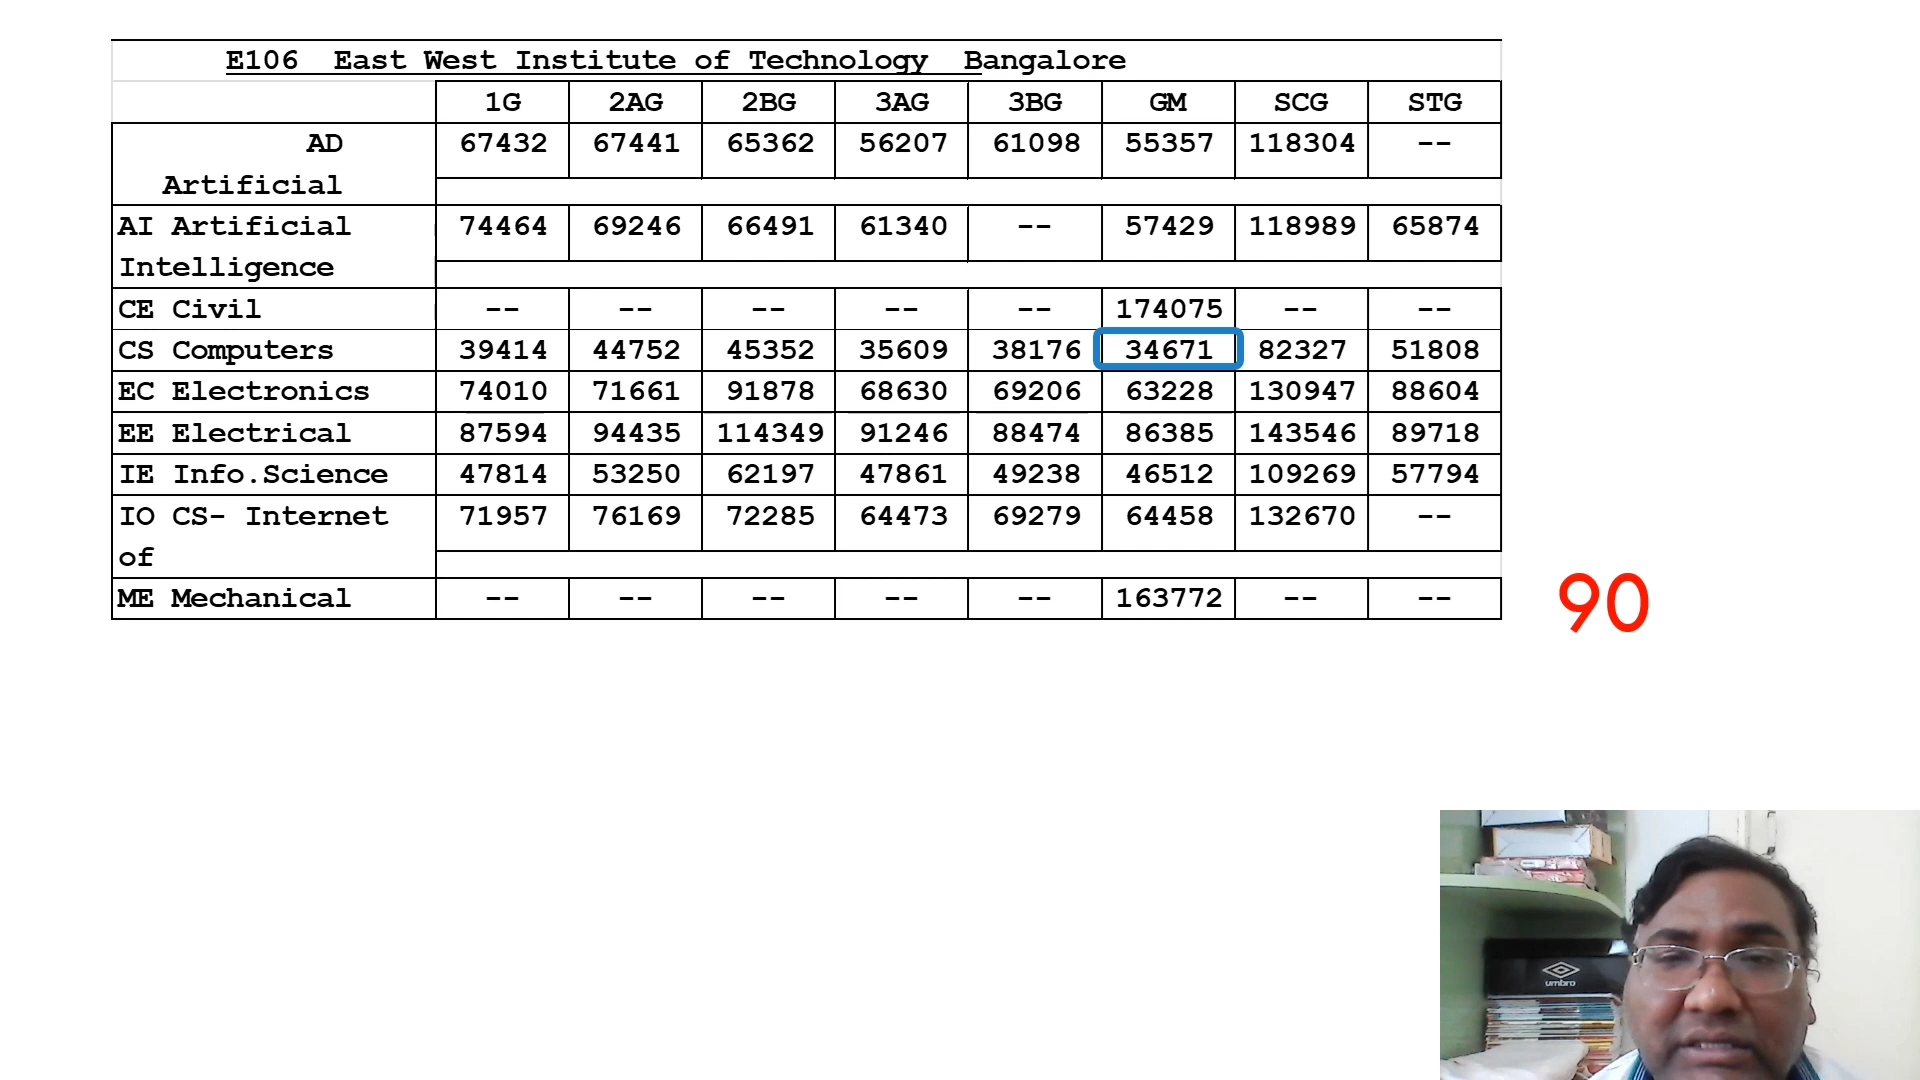 E106 East West Institute of Technology Bangalore
1G 2AG 2BG 3AG 3BG GM SCG STG
AD Artificial 67432 67441 65362 56207 61098 55357 118304 --
AI Artificial Intelligence 74464 69246 66491 61340 -- 57429 118989 65874
CE Civil -- -- -- -- -- 174075 -- --
CS Computers 39414 44752 45352 35609 38176 34671 82327 51808
EC Electronics 74010 71661 91878 68630 69206 63228 130947 88604
EE Electrical 87594 94435 114349 91246 88474 86385 143546 89718
IE Info.Science 47814 53250 62197 47861 49238 46512 109269 57794
IO CS- Internet of 71957 76169 72285 64473 69279 64458 132670 --
ME Mechanical -- -- -- -- -- 163772 -- --
90
umbro